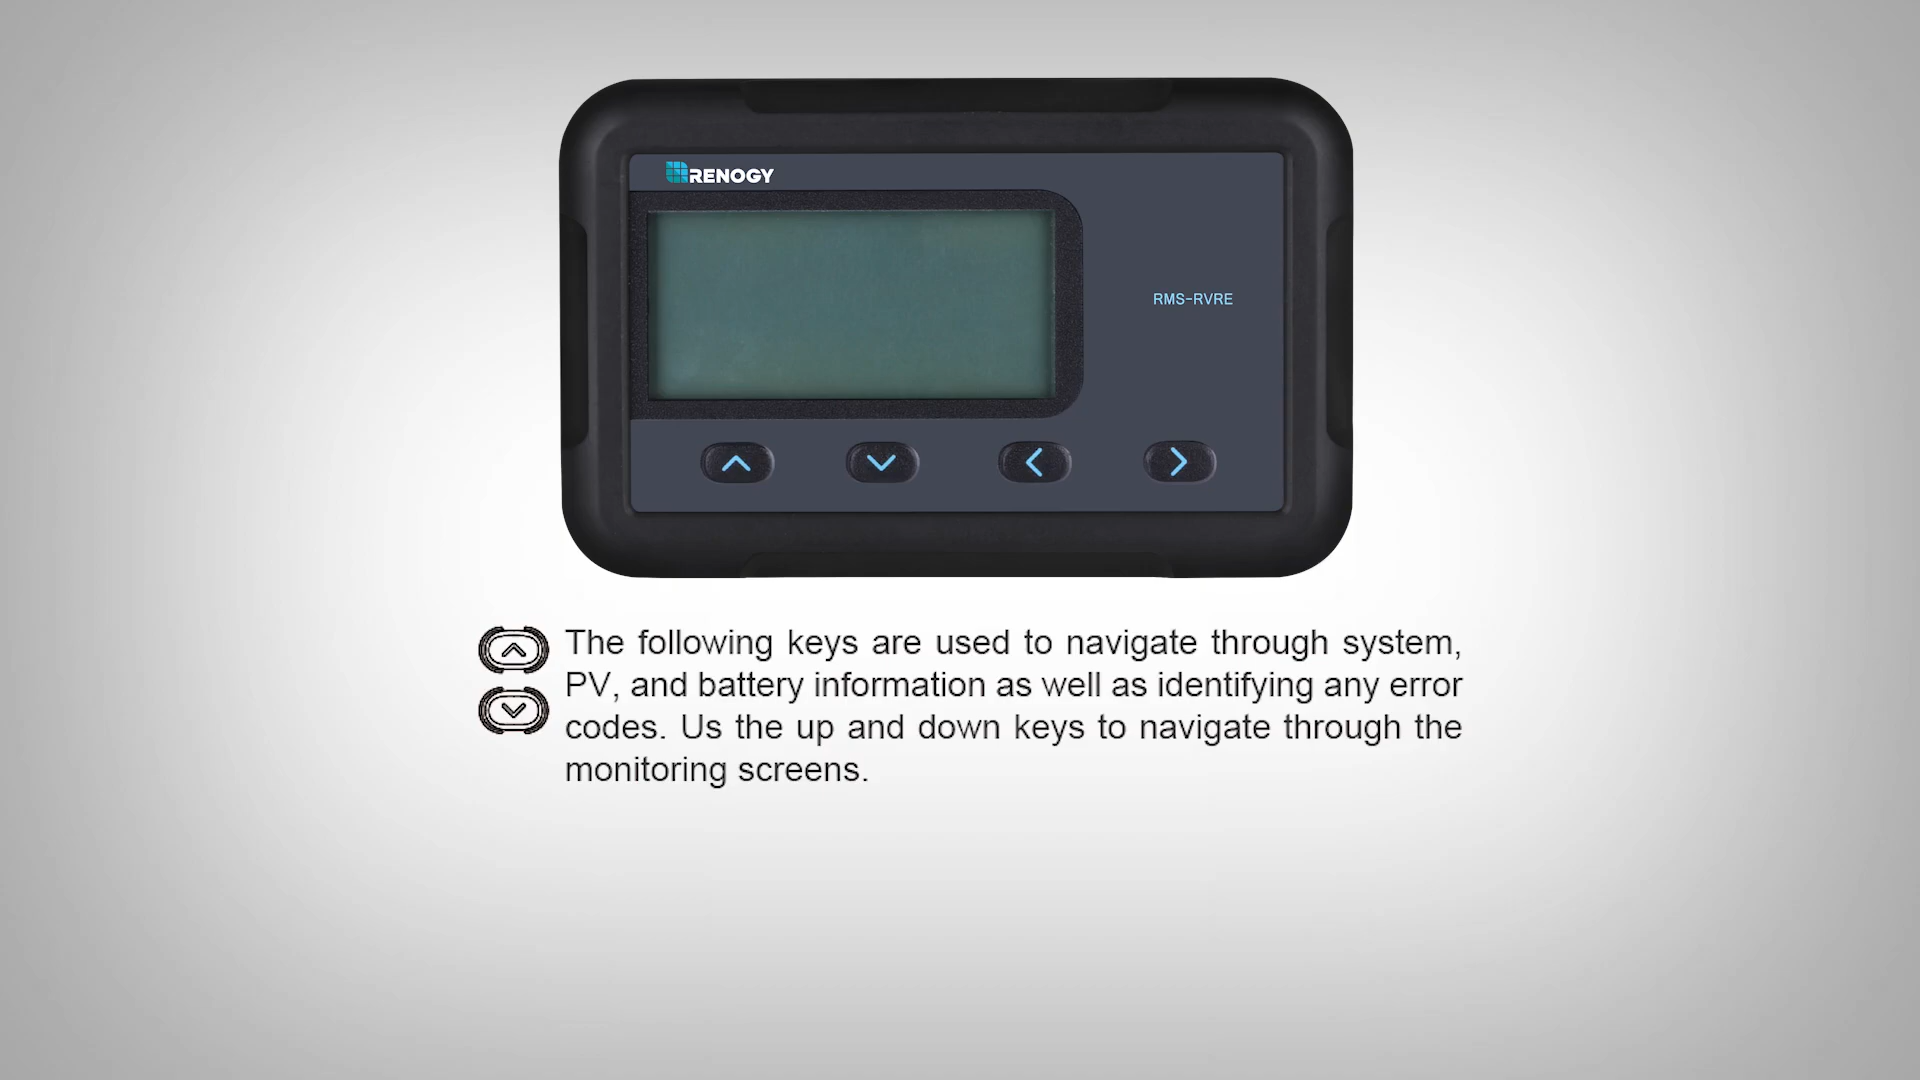 RENOGY
RMS-RVRE
The following keys are used to navigate through system,
PV, and battery information as well as identifying any error
codes. Us the up and down keys to navigate through the
monitoring screens.